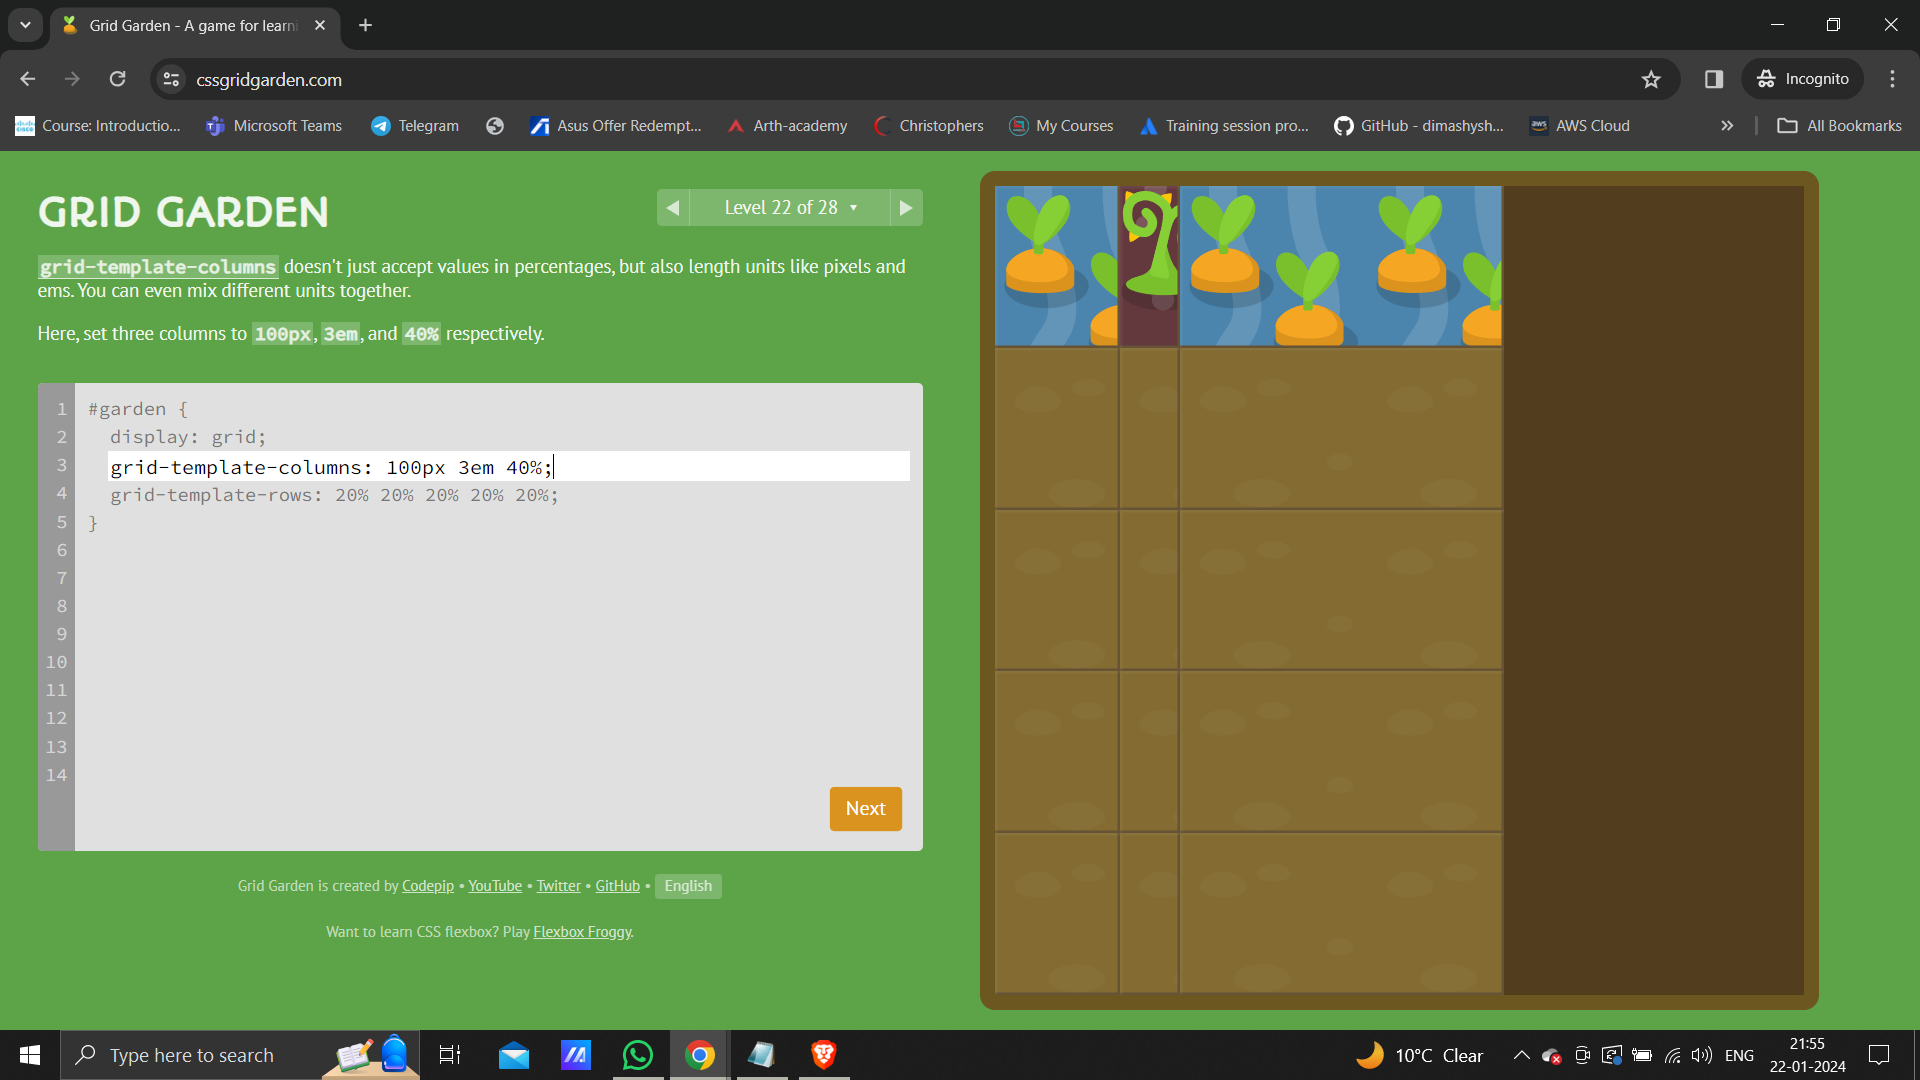 Grid Garden - A game for learni
cssgridgarden.com
Incognito
Course: Introductio...
Microsoft Teams
Telegram
Asus Offer Redempt...
Arth-academy
Christophers
My Courses
Training session pro...
GitHub - dimashysh...
AWS Cloud
All Bookmarks
GRID GARDEN
Level 22 of 28
grid-template-columns doesn't just accept values in percentages, but also length units like pixels and
ems. You can even mix different units together.
Here, set three columns to 100px, 3em, and 40% respectively.
1 #garden {
2 display: grid;
3 grid-template-columns: 100px 3em 40%;
4 grid-template-rows: 20% 20% 20% 20% 20%;
5 }
6
7
8
9
10
11
12
13
14
Next
Grid Garden is created by Codepip • YouTube • Twitter • GitHub • English
Want to learn CSS flexbox? Play Flexbox Froggy.
Type here to search
10°C Clear
ENG
21:55
22-01-2024